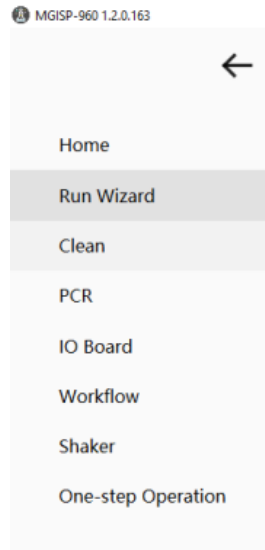 MGISP-960 1.2.0.163
Home
Run Wizard
Clean
PCR
IO Board
Workflow
Shaker
One-step Operation